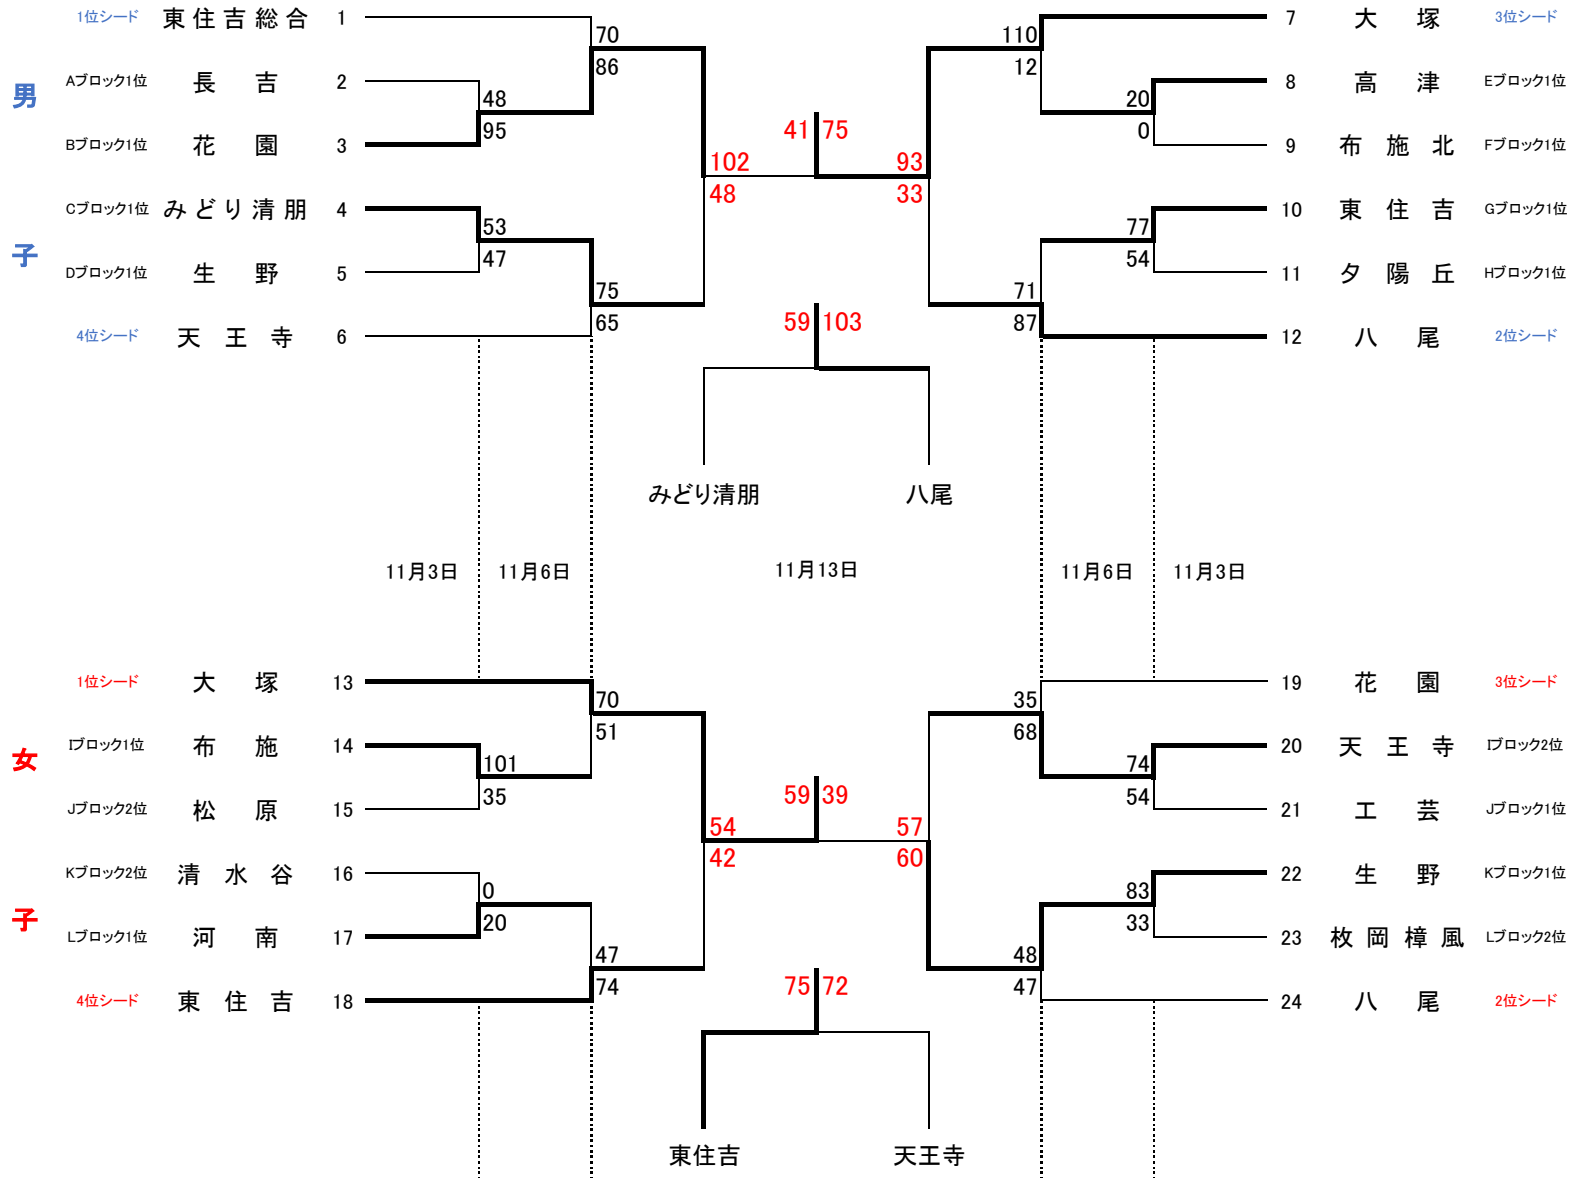 1位シード 東住吉総合 1 7 大塚 3位シード
70 110
86 12
男 Aブロック1位 長吉 2 8 高津 Eブロック1位
48 20
95 0
41 75
Bブロック1位 花園 3 9 布施北 Fブロック1位
102 93
48 33
Cブロック1位 みどり清朋 4 10 東住吉 Gブロック1位
53 77
47 54
子
Dブロック1位 生野 5 11 夕陽丘 Hブロック1位
75 71
65 59 103 87
4位シード 天王寺 6 12 八尾 2位シード
みどり清朋 八尾
11月3日 11月6日 11月13日 11月6日 11月3日
1位シード 大塚 13 19 花園 3位シード
70 35
51 68
女 Iブロック1位 布施 14 20 天王寺 Iブロック2位
101 74
35 59 39 54
Jブロック2位 松原 15 21 工芸 Jブロック1位
54 57
42 60
Kブロック2位 清水谷 16 22 生野 Kブロック1位
0 83
20 33
子
Lブロック1位 河南 17 23 枚岡樟風 Lブロック2位
47 48
74 75 72 47
4位シード 東住吉 18 24 八尾 2位シード
東住吉 天王寺